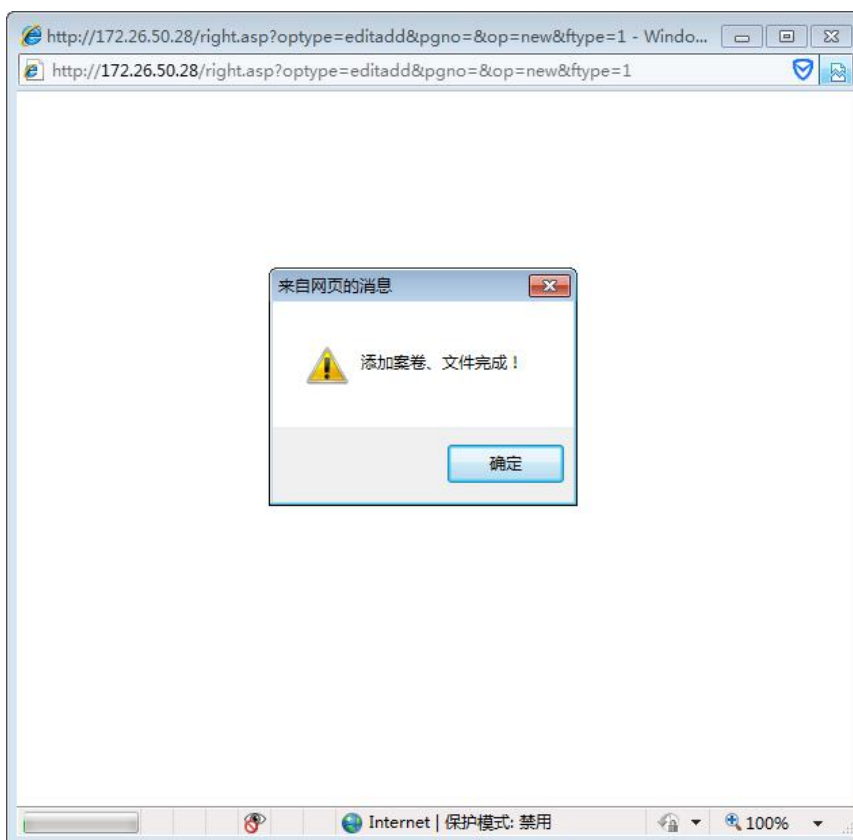 http://172.26.50.28/right.asp?optype=editadd&pgno=&op=new&ftype=1 - Windo...
http://172.26.50.28/right.asp?optype=editadd&pgno=&op=new&ftype=1
来自网页的消息
添加案卷、文件完成！
确定
Internet | 保护模式: 禁用
100%